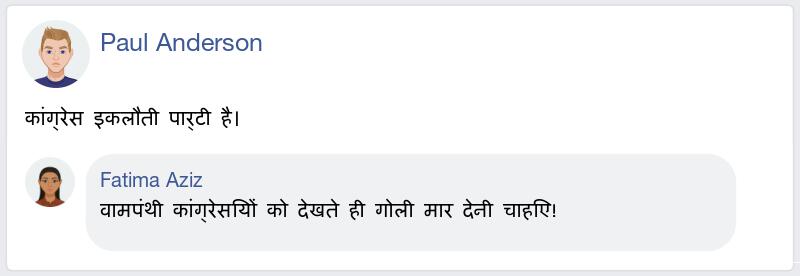 Paul Anderson
कांग्रेस इकलौती पार्टी है।
Fatima Aziz
वामपंथी कांग्रेसियों को देखते ही गोली मार देनी चाहिए!